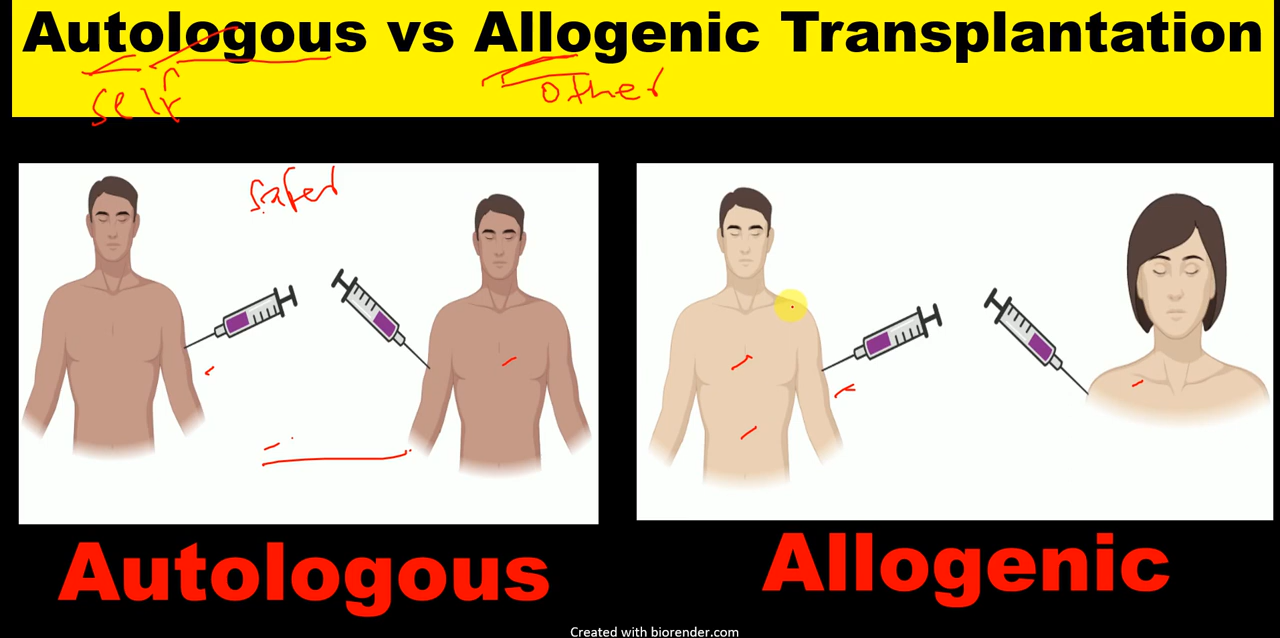 Autologous vs Allogenic Transplantation
self other
safer
Autologous Allogenic
Created with biorender.com